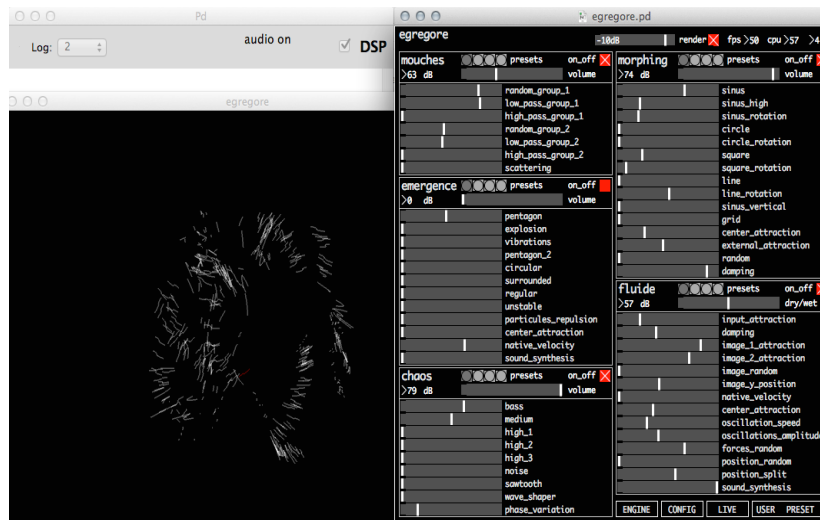 Pd
Log: 2
audio on
DSP
egregore
egregore.pd
egregore
-10dB
render
fps >50 cpu >57 >4
mouches
presets
on_off
>63 dB
volume
random_group_1
low_pass_group_1
high_pass_group_1
random_group_2
low_pass_group_2
high_pass_group_2
scattering
emergence
presets
on_off
>0 dB
volume
pentagon
explosion
vibrations
pentagon_2
circular
surrounded
regular
unstable
particules_repulsion
center_attraction
native_velocity
sound_synthesis
chaos
presets
on_off
>79 dB
volume
bass
medium
high_1
high_2
high_3
noise
sawtooth
wave_shaper
phase_variation
morphing
presets
on_off
>74 dB
volume
sinus
sinus_high
sinus_rotation
circle
circle_rotation
square
square_rotation
line
line_rotation
sinus_vertical
grid
center_attraction
external_attraction
random
damping
fluide
presets
on_off
>57 dB
dry/wet
input_attraction
damping
image_1_attraction
image_2_attraction
image_random
image_y_position
native_velocity
center_attraction
oscillation_speed
oscillations_amplitude
forces_random
position_random
position_split
sound_synthesis
ENGINE CONFIG LIVE USER PRESET